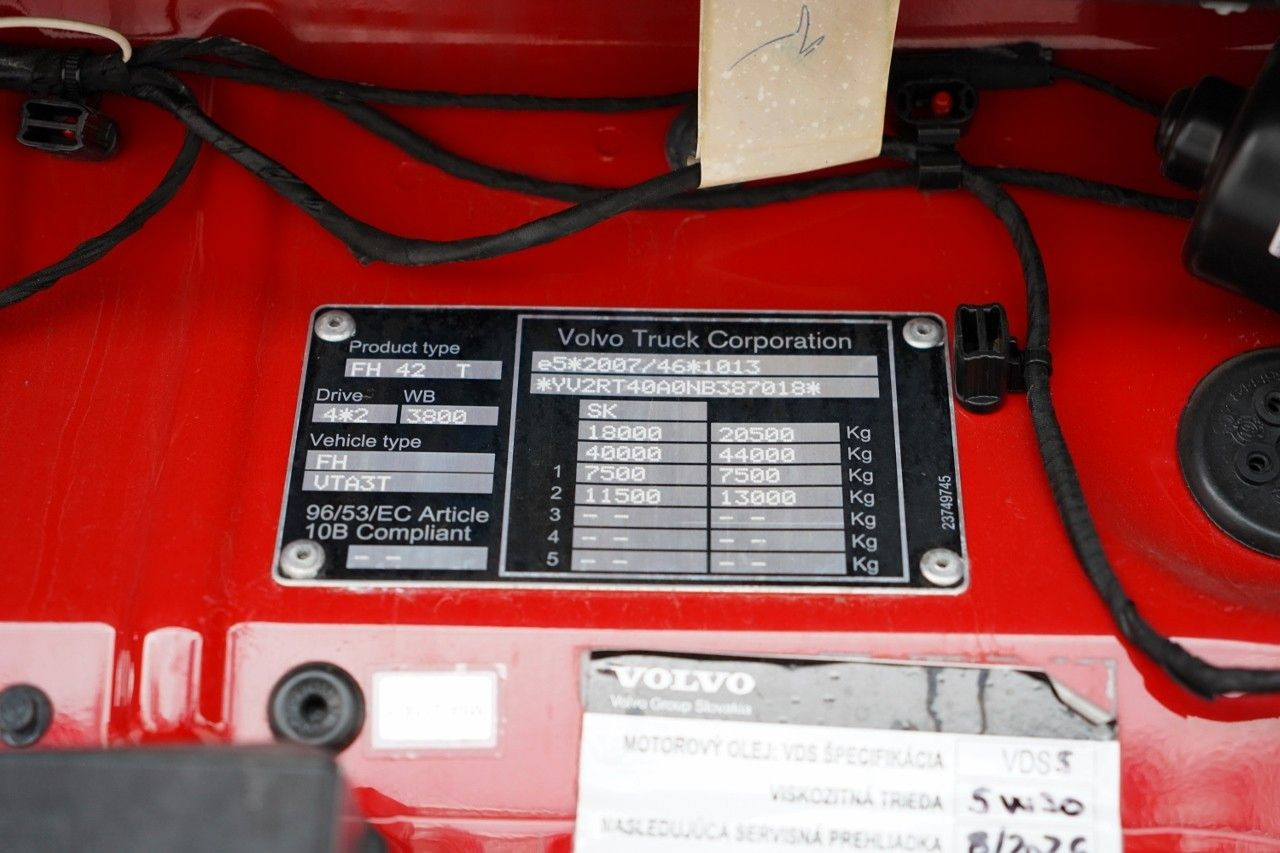 Product type
FH 42 T
Drive WB
4*2 3800
Vehicle type
FH
VTA3T
96/53/EC Article
10B Compliant
-- --
Volvo Truck Corporation
e5*2007/46*1013
*YV2RT40A0NB387018*
SK
18000 20500 Kg
40000 44000 Kg
1 7500 7500 Kg
2 11500 13000 Kg
3 -- -- -- -- Kg
4 -- -- -- -- Kg
5 -- -- -- -- Kg
23749745
VOLVO
Volvo Group Slovakia
MOTOROVÝ OLEJ: VDS ŠPECIFIKÁCIA VDS5
VISKOZITNÁ TRIEDA 5W30
NASLEDUJÚCA SERVISNÁ PREHLIADKA